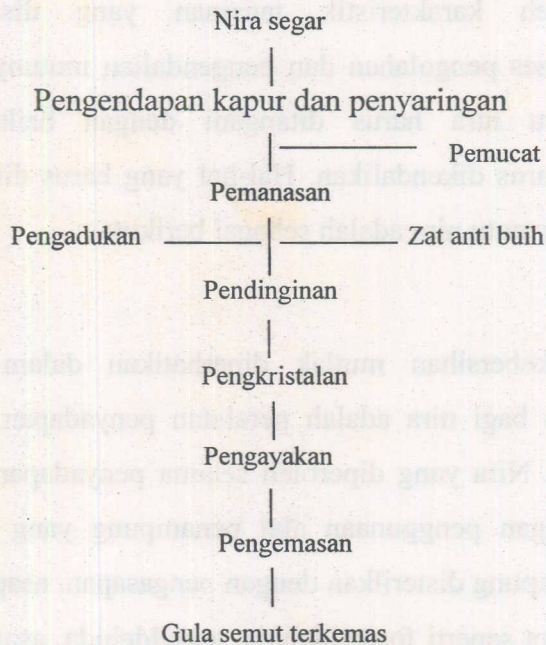 Nira segar
Pengendapan kapur dan penyaringan
Pemucat
Pemanasan
Pengadukan Zat anti buih
Pendinginan
Pengkristalan
Pengayakan
Pengemasan
Gula semut terkemas